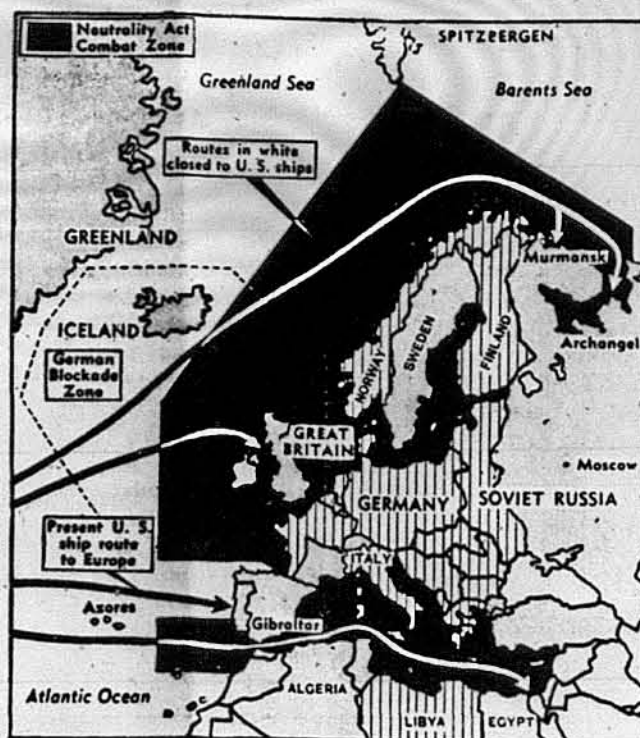 Neutrality Act
Combat Zone
SPITZBERGEN
Greenland Sea
Barents Sea
Routes in white
closed to U. S. ships
GREENLAND
Murmansk
ICELAND
Archangel
German
Blockade
Zone
NORWAY
SWEDEN
FINLAND
GREAT
BRITAIN
Moscow
GERMANY
SOVIET RUSSIA
Present U. S.
ship route
to Europe
ITALY
Azores
Gibraltar
Atlantic Ocean
ALGERIA
LIBYA
EGYPT